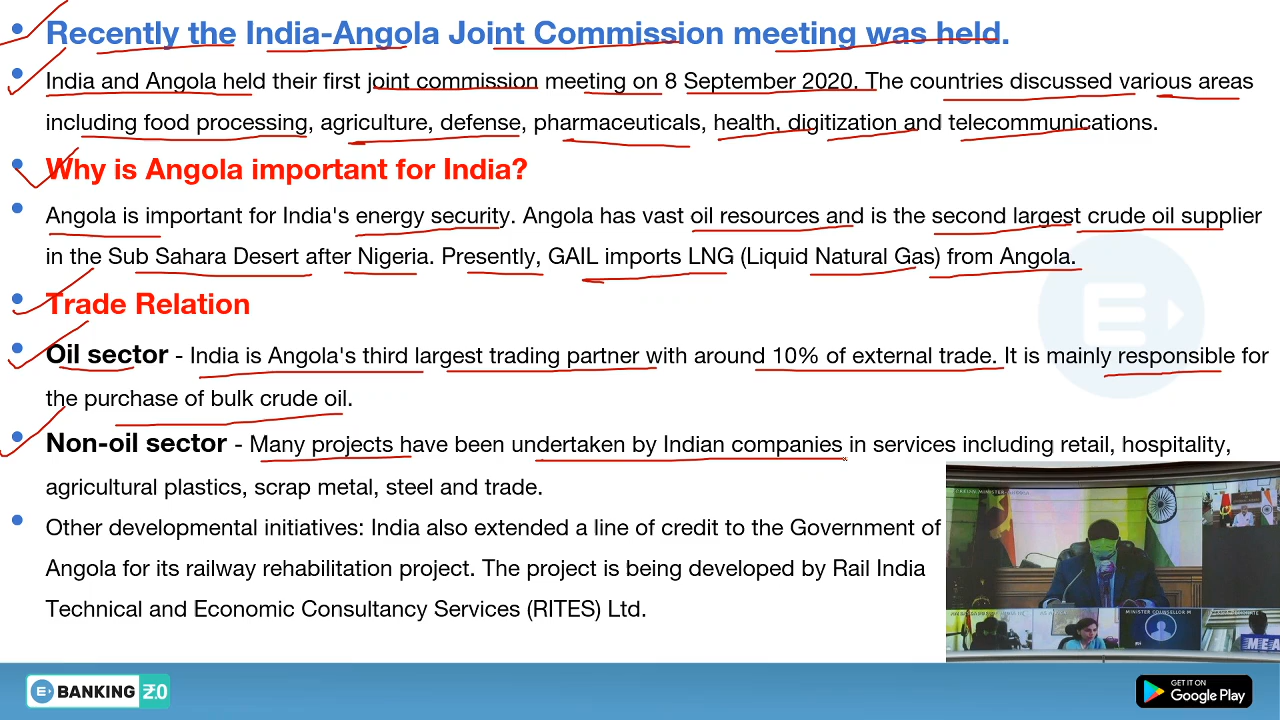 Recently the India-Angola Joint Commission meeting was held.
India and Angola held their first joint commission meeting on 8 September 2020. The countries discussed various areas
including food processing, agriculture, defense, pharmaceuticals, health, digitization and telecommunications.
Why is Angola important for India?
Angola is important for India's energy security. Angola has vast oil resources and is the second largest crude oil supplier
in the Sub Sahara Desert after Nigeria. Presently, GAIL imports LNG (Liquid Natural Gas) from Angola.
Trade Relation
Oil sector - India is Angola's third largest trading partner with around 10% of external trade. It is mainly responsible for
the purchase of bulk crude oil.
Non-oil sector - Many projects have been undertaken by Indian companies in services including retail, hospitality,
agricultural plastics, scrap metal, steel and trade.
Other developmental initiatives: India also extended a line of credit to the Government of
Angola for its railway rehabilitation project. The project is being developed by Rail India
Technical and Economic Consultancy Services (RITES) Ltd.
MINISTER COUNSELLOR
MEA
BANKING 2.0
GET IT ON
Google Play